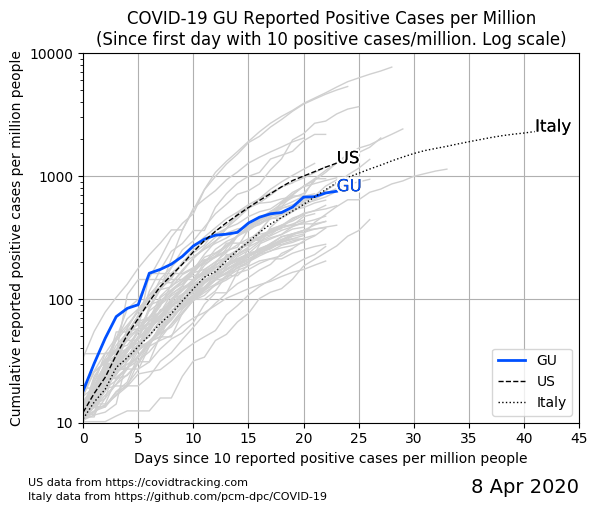 COVID-19 GU Reported Positive Cases per Million
(Since first day with 10 positive cases/million. Log scale)
Cumulative reported positive cases per million people
10000
1000
100
10
US
GU
Italy
GU
US
Italy
0 5 10 15 20 25 30 35 40 45
Days since 10 reported positive cases per million people
US data from https://covidtracking.com
Italy data from https://github.com/pcm-dpc/COVID-19
8 Apr 2020